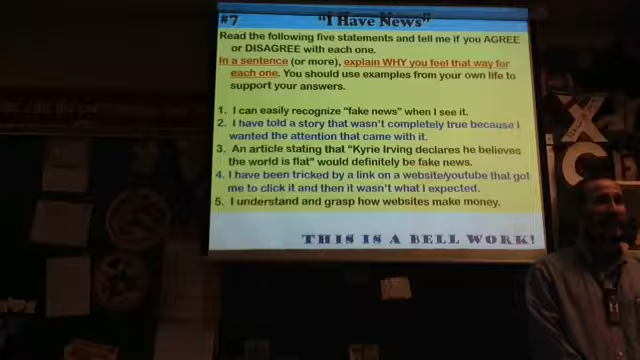 #7 "I Have News"
Read the following five statements and tell me if you AGREE
or DISAGREE with each one.
In a sentence (or more), explain WHY you feel that way for
each one. You should use examples from your own life to
support your answers.
1. I can easily recognize "fake news" when I see it.
2. I have told a story that wasn't completely true because I
wanted the attention that came with it.
3. An article stating that "Kyrie Irving declares he believes
the world is flat" would definitely be fake news.
4. I have been tricked by a link on a website/youtube that got
me to click it and then it wasn't what I expected.
5. I understand and grasp how websites make money.
THIS IS A BELL WORK!
X
C